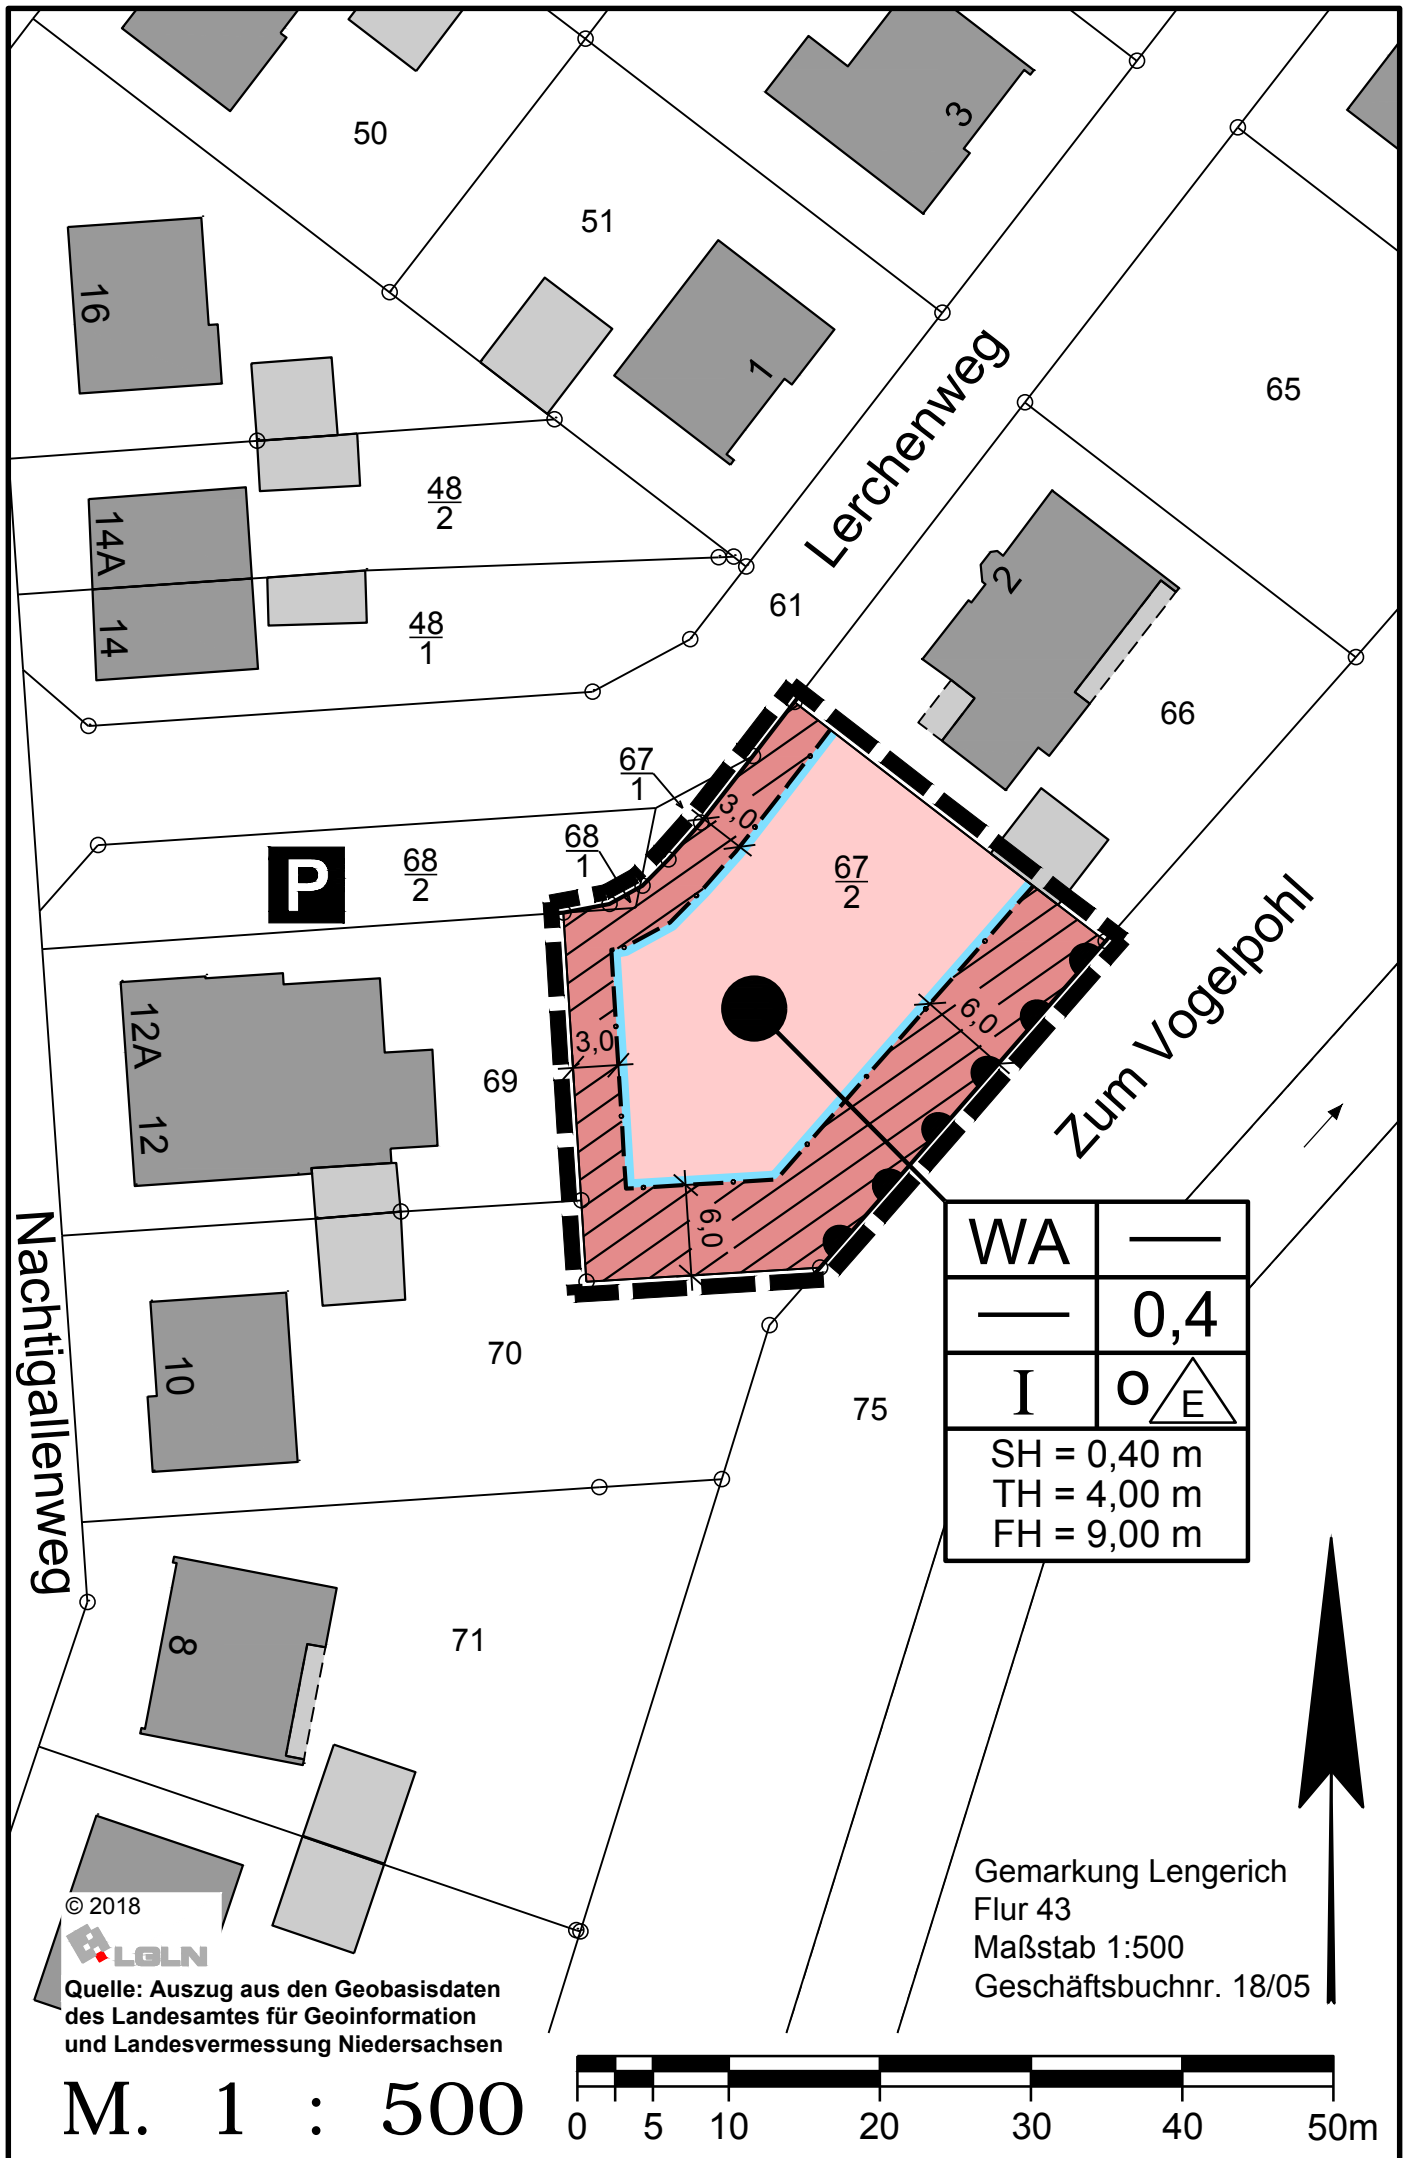 50
3
51
16
1
65
Lerchenweg
48
2
14A
2
61
48
1
14
66
67
1
3,0
68
1
P
68
2
67
2
Zum Vogelpohl
6,0
12A
3,0
69
12
6,0
WA —
— 0,4
I o E
SH = 0,40 m
TH = 4,00 m
FH = 9,00 m
Nachtigallenweg
70
10
75
71
8
© 2018
LGLN
Quelle: Auszug aus den Geobasisdaten
des Landesamtes für Geoinformation
und Landesvermessung Niedersachsen
Gemarkung Lengerich
Flur 43
Maßstab 1:500
Geschäftsbuchnr. 18/05
M. 1 : 500
0 5 10 20 30 40 50m